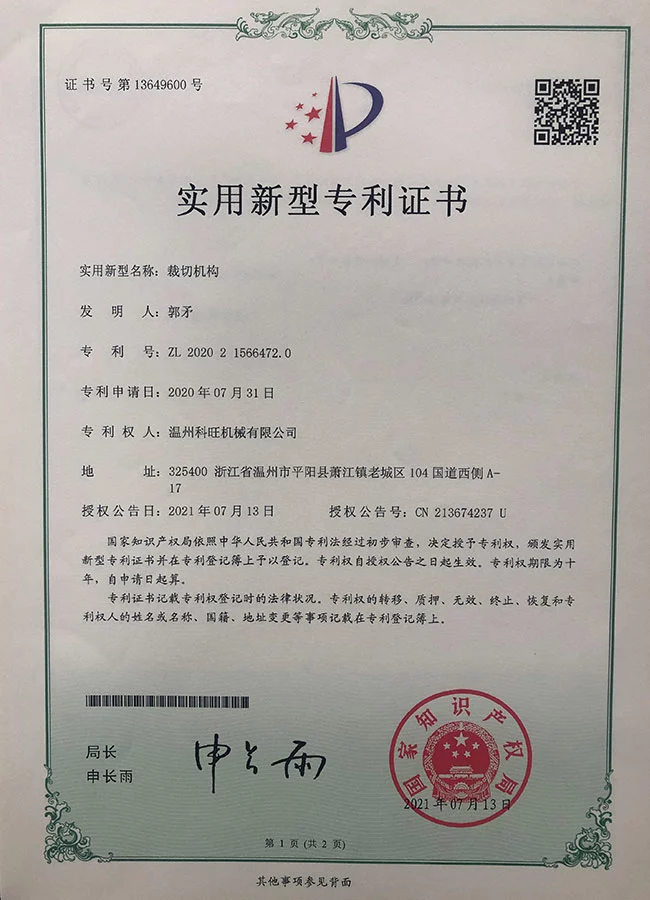 证书号第13649600号
实用新型专利证书
实用新型名称：裁切机构
发明人：郭矛
专利号：ZL 2020 2 1566472.0
专利申请日：2020年07月31日
专利权人：温州科旺机械有限公司
地址：325400 浙江省温州市平阳县萧江镇老城区104国道西侧A-
17
授权公告日：2021年07月13日 授权公告号：CN 213674237 U
国家知识产权局依照中华人民共和国专利法经过初步审查，决定授予专利权，颁发实用
新型专利证书并在专利登记簿上予以登记。专利权自授权公告之日起生效。专利权期限为十
年，自申请日起算。
专利证书记载专利权登记时的法律状况。专利权的转移、质押、无效、终止、恢复和专
利权人的姓名或名称、国籍、地址变更等事项记载在专利登记簿上。
局长
申长雨
申长雨
国家知识产权局
2021年07月13日
第1页(共2页)
其他事项参见背面